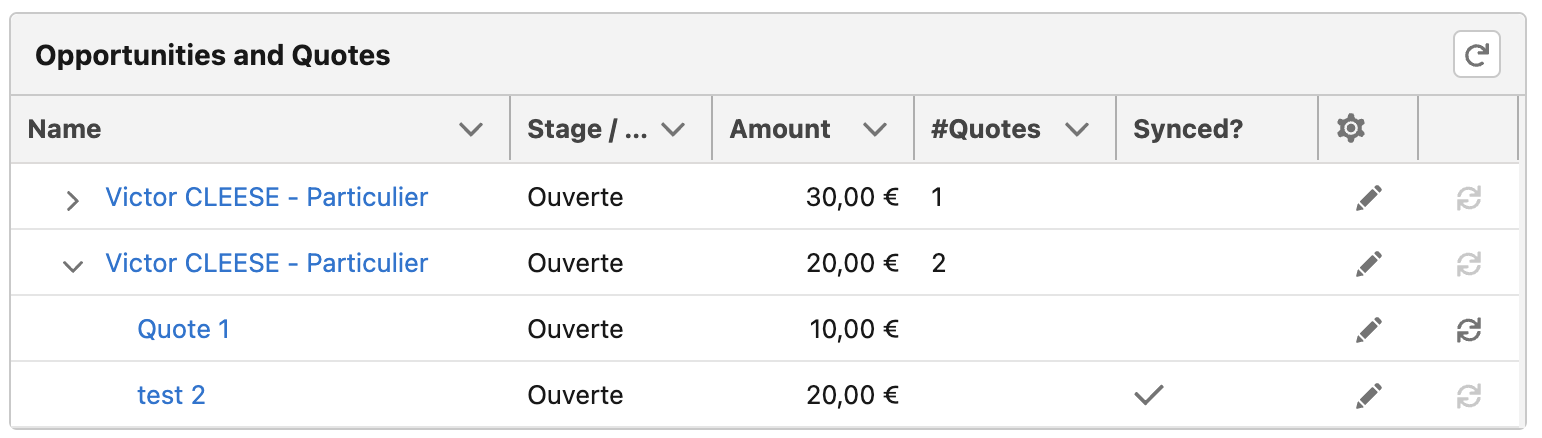 Opportunities and Quotes
Name Stage / ... Amount #Quotes Synced?
Victor CLEESE - Particulier Ouverte 30,00 € 1
Victor CLEESE - Particulier Ouverte 20,00 € 2
Quote 1 Ouverte 10,00 €
test 2 Ouverte 20,00 €